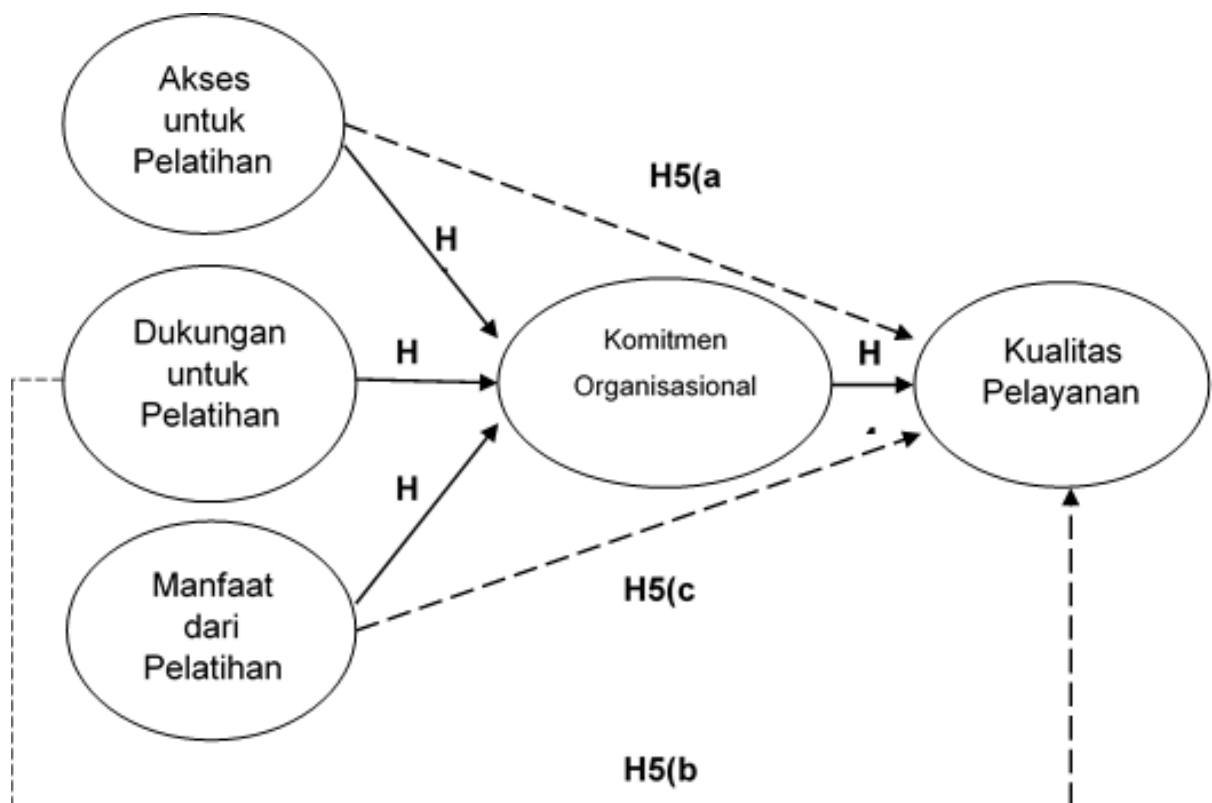 Akses
untuk
Pelatihan
H5(a
H
Dukungan
untuk
Pelatihan
H
Komitmen
Organisasional
H
Kualitas
Pelayanan
H
Manfaat
dari
Pelatihan
H5(c
H5(b